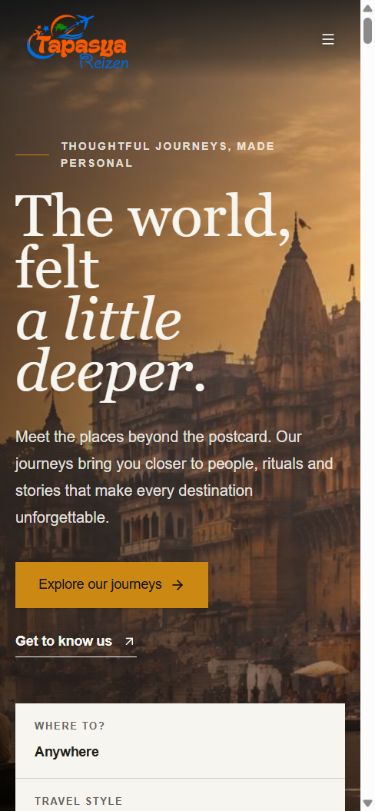 Tapasya
Reizen
THOUGHTFUL JOURNEYS, MADE
PERSONAL
The world,
felt
a little
deeper.
Meet the places beyond the postcard. Our
journeys bring you closer to people, rituals and
stories that make every destination
unforgettable.
Explore our journeys
Get to know us
WHERE TO?
Anywhere
TRAVEL STYLE